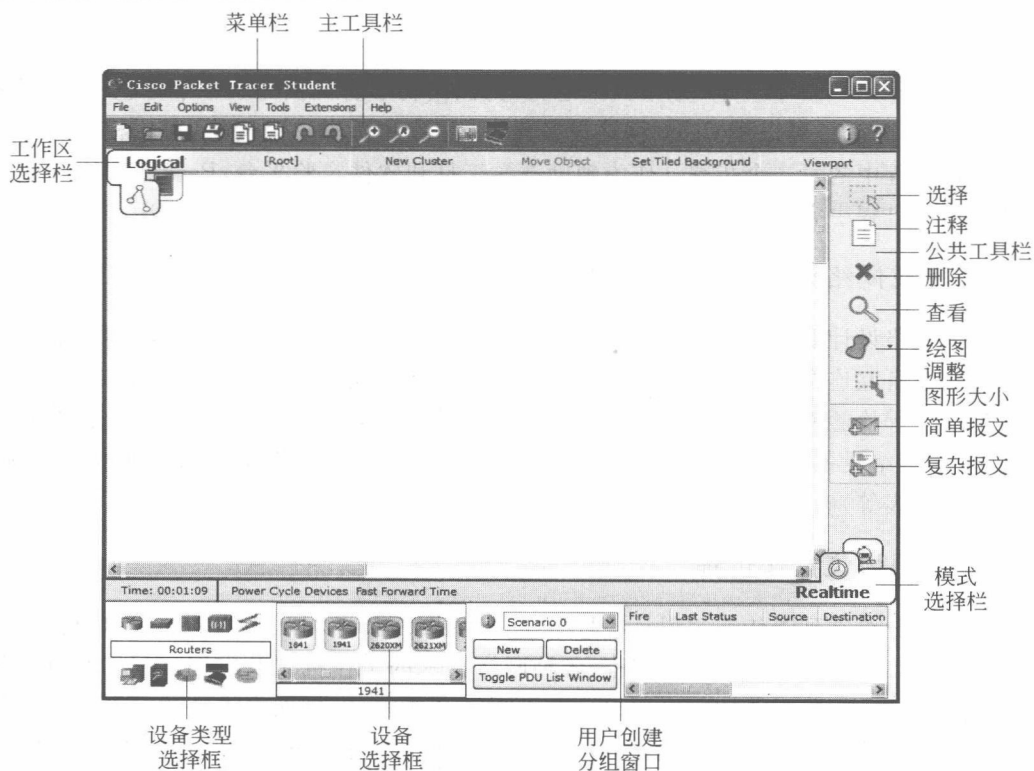 菜单栏 主工具栏
Cisco Packet Tracer Student
File Edit Options View Tools Extensions Help
工作区
选择栏
Logical [Root] New Cluster Move Object Set Tiled Background Viewport
选择
注释
公共工具栏
删除
查看
绘图
调整
图形大小
简单报文
复杂报文
模式
选择栏
Time: 00:01:09 Power Cycle Devices Fast Forward Time Realtime
Routers
1841 1941 2620XM 2621XM
1941
Scenario 0
New Delete
Toggle PDU List Window
Fire Last Status Source Destination
设备类型
选择框
设备
选择框
用户创建
分组窗口